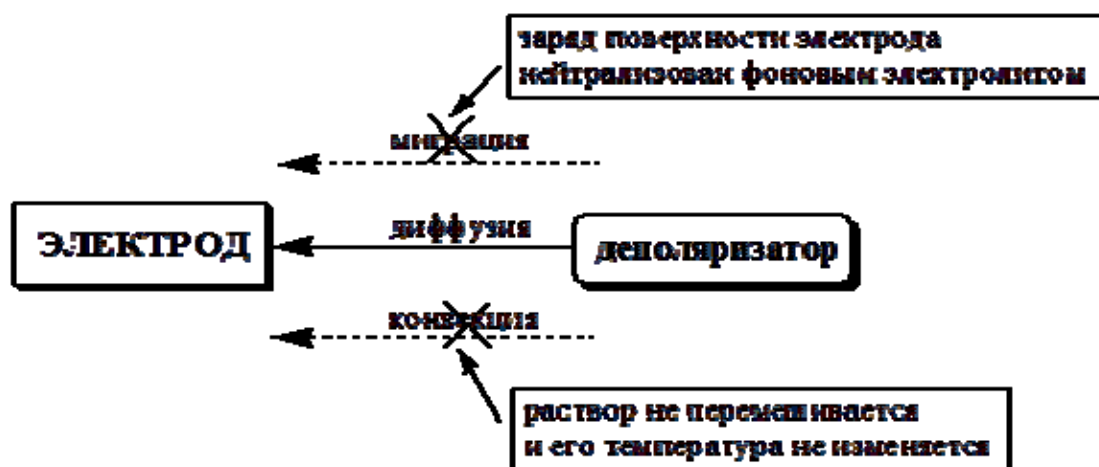 заряд поверхности электрода
нейтрализован фоновым электролитом
миграция
диффузия
ЭЛЕКТРОД
деполяризатор
конвекция
раствор не перемешивается
и его температура не изменяется